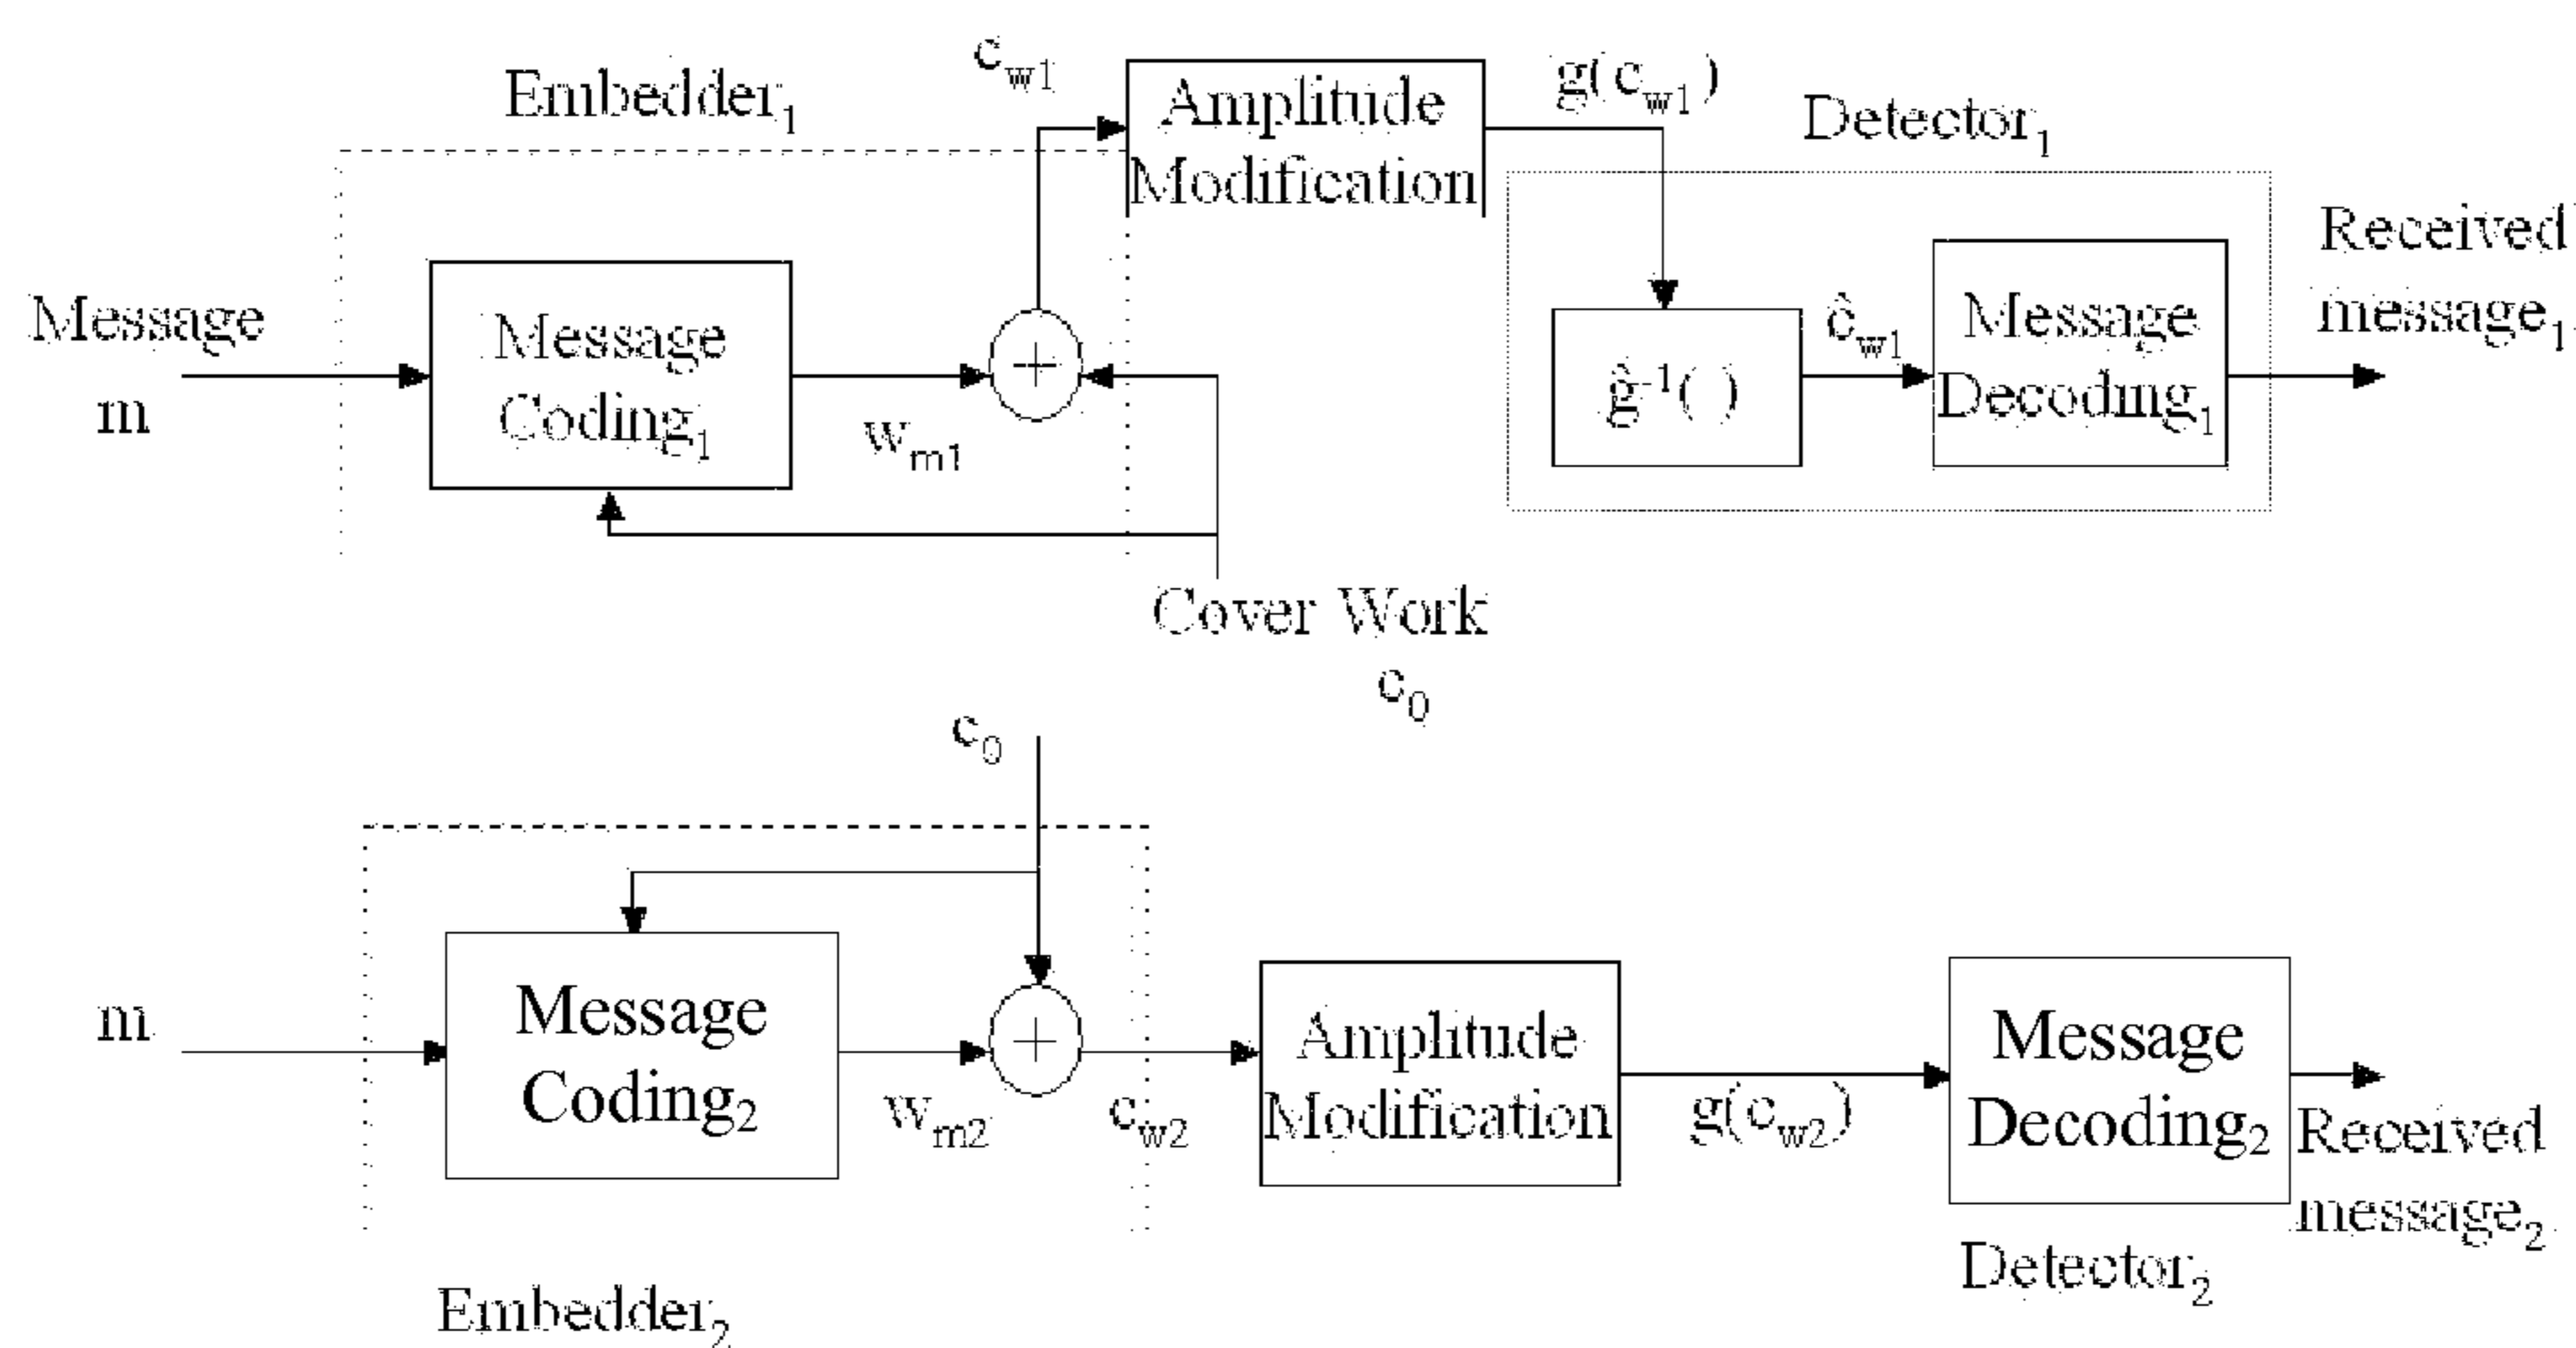 c_w1
Embedder_1
Amplitude
Modification
g(c_w1)
Detector_1
Message
m
Message
Coding_1
w_m1
+
ĝ^-1( )
ĉ_w1
Message
Decoding_1
Received
message_1
Cover Work
c_0
c_0
m
Message
Coding_2
w_m2
+
c_w2
Amplitude
Modification
g(c_w2)
Message
Decoding_2
Received
message_2
Detector_2
Embedder_2